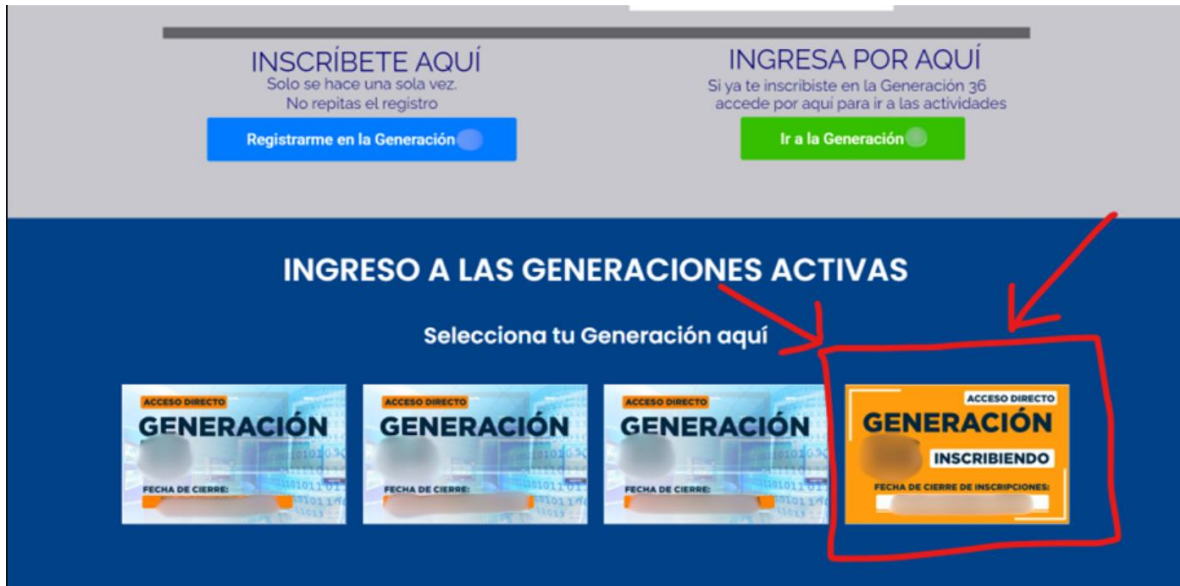 INSCRÍBETE AQUÍ
Solo se hace una sola vez.
No repitas el registro
Registrarme en la Generación
INGRESA POR AQUÍ
Si ya te inscribiste en la Generación 36
accede por aquí para ir a las actividades
Ir a la Generación
INGRESO A LAS GENERACIONES ACTIVAS
Selecciona tu Generación aquí
ACCESO DIRECTO
GENERACIÓN
FECHA DE CIERRE:
ACCESO DIRECTO
GENERACIÓN
FECHA DE CIERRE:
ACCESO DIRECTO
GENERACIÓN
FECHA DE CIERRE:
ACCESO DIRECTO
GENERACIÓN
INSCRIBIENDO
FECHA DE CIERRE DE INSCRIPCIONES: